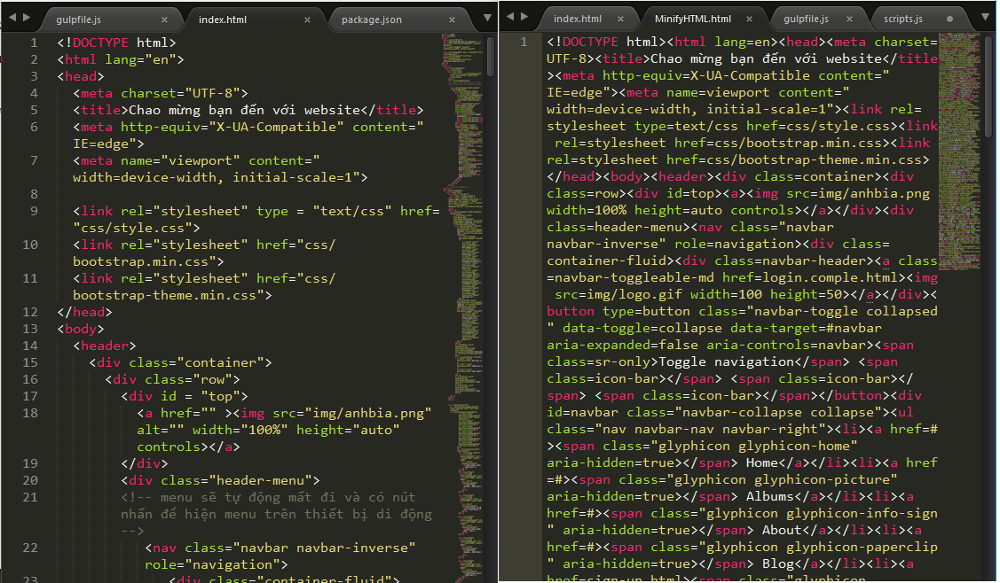 gulpfile.js × index.html × package.json ×
1 <!DOCTYPE html>
2 <html lang="en">
3 <head>
4 <meta charset="UTF-8">
5 <title>Chao mừng bạn đến với website</title>
6 <meta http-equiv="X-UA-Compatible" content="
IE=edge">
7 <meta name="viewport" content="
width=device-width, initial-scale=1">
8
9 <link rel="stylesheet" type = "text/css" href=
"css/style.css">
10 <link rel="stylesheet" href="css/
bootstrap.min.css">
11 <link rel="stylesheet" href="css/
bootstrap-theme.min.css">
12 </head>
13 <body>
14 <header>
15 <div class="container">
16 <div class="row">
17 <div id = "top">
18 <a href="" ><img src="img/anhbia.png"
alt="" width="100%" height="auto"
controls></a>
19 </div>
20 <div class="header-menu">
21 <!-- menu sẽ tự động mất đi và có nút
nhấn để hiện menu trên thiết bị di động
-->
22 <nav class="navbar navbar-inverse"
role="navigation">
23 <div class="container-fluid">
index.html × MinifyHTML.html × gulpfile.js × scripts.js
1 <!DOCTYPE html><html lang=en><head><meta charset=
UTF-8><title>Chao mừng bạn đến với website</title
><meta http-equiv=X-UA-Compatible content="
IE=edge"><meta name=viewport content="
width=device-width, initial-scale=1"><link rel=
stylesheet type=text/css href=css/style.css><link
rel=stylesheet href=css/bootstrap.min.css><link
rel=stylesheet href=css/bootstrap-theme.min.css>
</head><body><header><div class=container><div
class=row><div id=top><a><img src=img/anhbia.png
width=100% height=auto controls></a></div><div
class=header-menu><nav class="navbar
navbar-inverse" role=navigation><div class=
container-fluid><div class=navbar-header><a class
=navbar-toggleable-md href=login.comple.html><img
src=img/logo.gif width=100 height=50></a></div><
button type=button class="navbar-toggle collapsed
" data-toggle=collapse data-target=#navbar
aria-expanded=false aria-controls=navbar><span
class=sr-only>Toggle navigation</span> <span
class=icon-bar></span> <span class=icon-bar></
span> <span class=icon-bar></span></button><div
id=navbar class="navbar-collapse collapse"><ul
class="nav navbar-nav navbar-right"><li><a href=#
><span class="glyphicon glyphicon-home"
aria-hidden=true></span> Home</a></li><li><a href
=#><span class="glyphicon glyphicon-picture"
aria-hidden=true></span> Albums</a></li><li><a
href=#><span class="glyphicon glyphicon-info-sign
" aria-hidden=true></span> About</a></li><li><a
href=#><span class="glyphicon glyphicon-paperclip
" aria-hidden=true></span> Blog</a></li><li><a
href=sign-up.html><span class="glyphicon